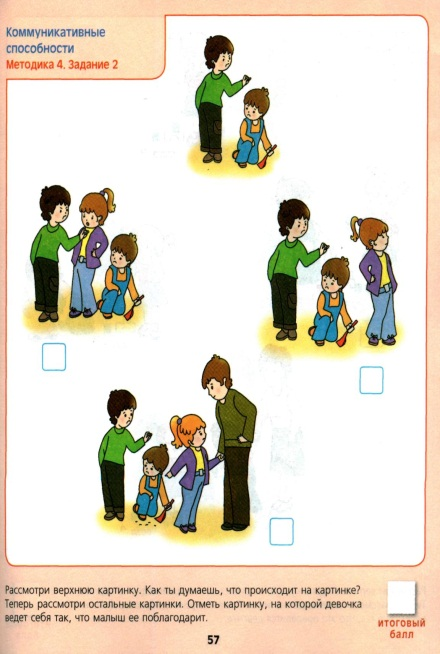 Коммуникативные
способности
Методика 4. Задание 2
Рассмотри верхнюю картинку. Как ты думаешь, что происходит на картинке?
Теперь рассмотри остальные картинки. Отметь картинку, на которой девочка
ведет себя так, что малыш ее поблагодарит.
итоговый
балл
57